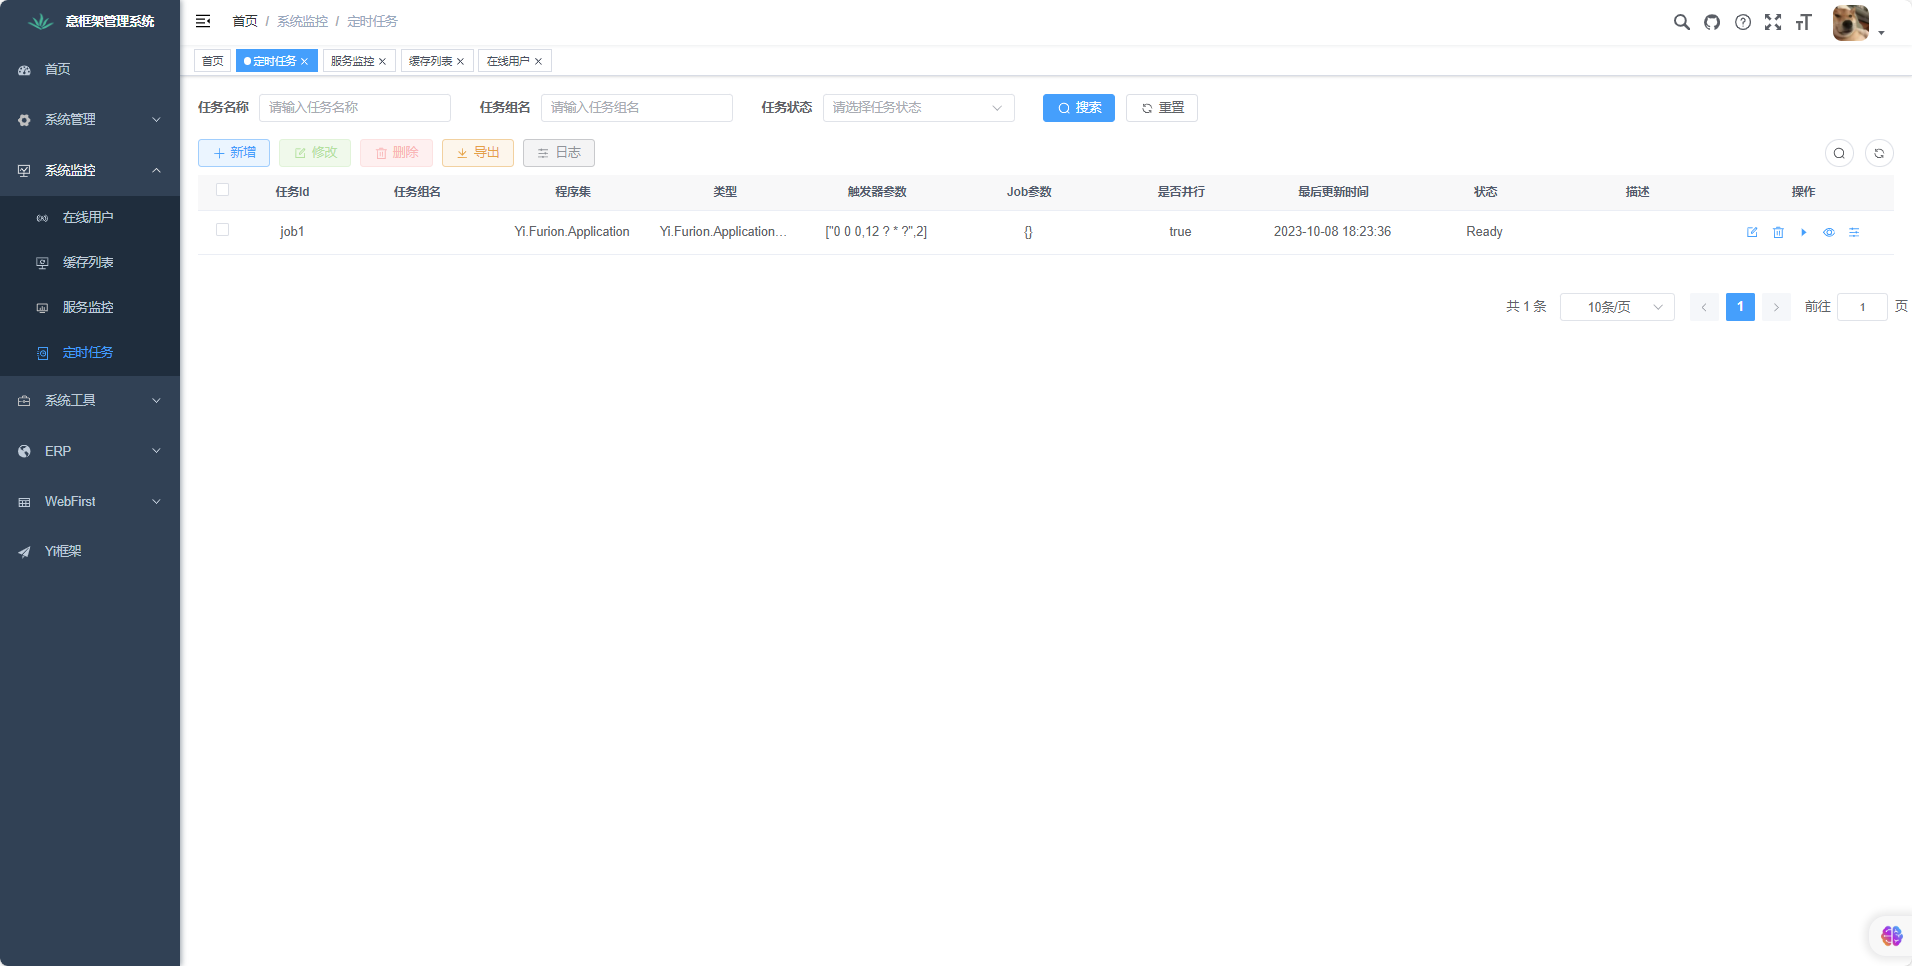 意框架管理系统
首页
系统管理
系统监控
在线用户
缓存列表
服务监控
定时任务
系统工具
ERP
WebFirst
Yi框架
首页 / 系统监控 / 定时任务
首页 定时任务 服务监控 缓存列表 在线用户
任务名称 请输入任务名称 任务组名 请输入任务组名 任务状态 请选择任务状态 搜索 重置
新增 修改 删除 导出 日志
任务Id 任务组名 程序集 类型 触发器参数 Job参数 是否并行 最后更新时间 状态 描述 操作
job1 Yi.Furion.Application Yi.Furion.Application... ["0 0 0,12 ? * ?",2] {} true 2023-10-08 18:23:36 Ready
共 1 条 10条/页 1 前往 1 页